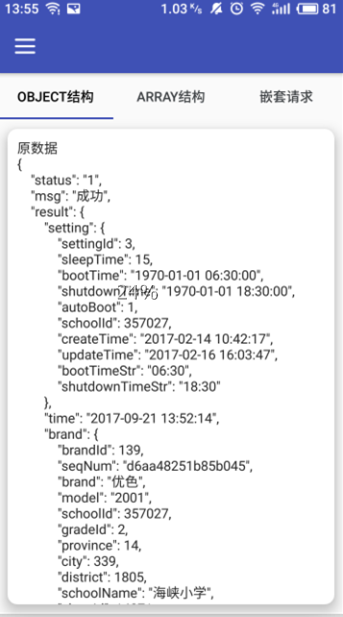 13:55 1.03 K/s 81
OBJECT结构 ARRAY结构 嵌套请求
原数据
{
"status": "1",
"msg": "成功",
"result": {
"setting": {
"settingId": 3,
"sleepTime": 15,
"bootTime": "1970-01-01 06:30:00",
"shutdownTime": "1970-01-01 18:30:00",
24%
"autoBoot": 1,
"schoolId": 357027,
"createTime": "2017-02-14 10:42:17",
"updateTime": "2017-02-16 16:03:47",
"bootTimeStr": "06:30",
"shutdownTimeStr": "18:30"
},
"time": "2017-09-21 13:52:14",
"brand": {
"brandId": 139,
"seqNum": "d6aa48251b85b045",
"brand": "优色",
"model": "2001",
"schoolId": 357027,
"gradeId": 2,
"province": 14,
"city": 339,
"district": 1805,
"schoolName": "海峡小学",